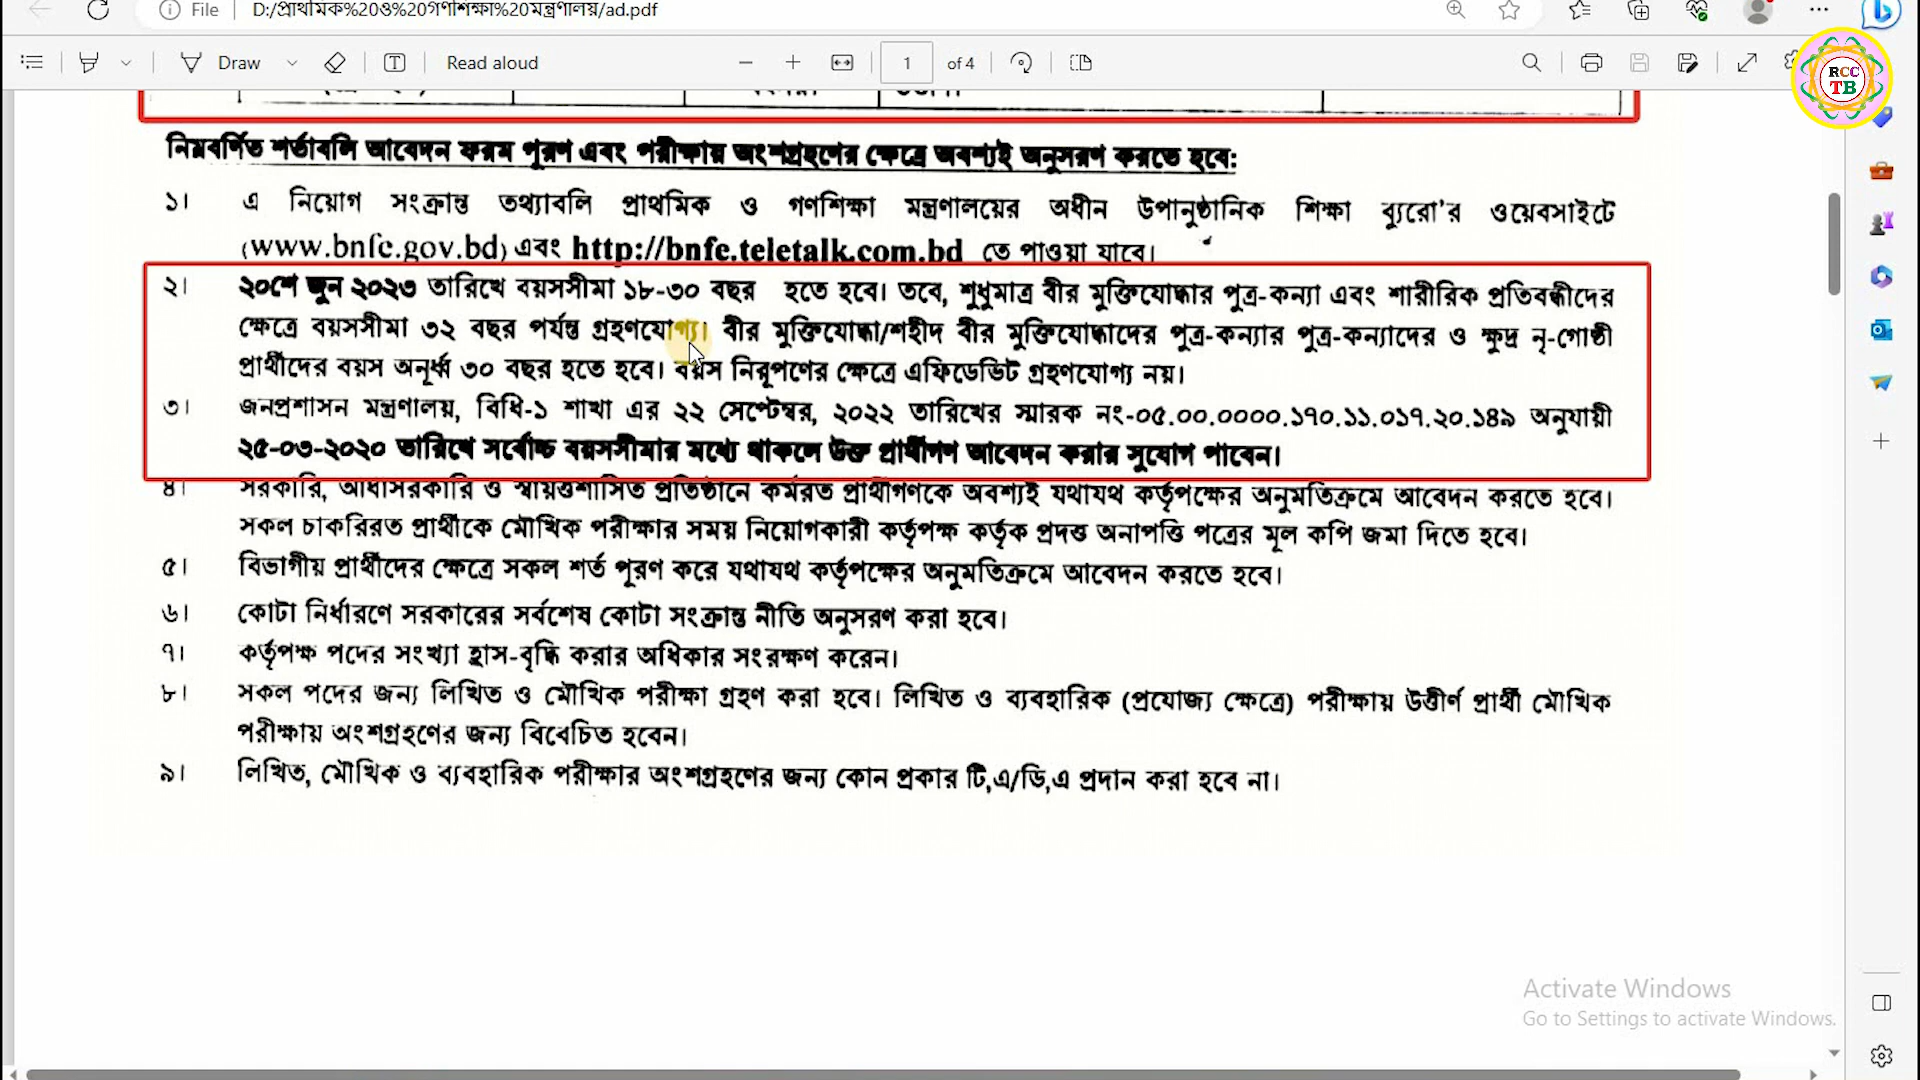 File D:/প্রাথমিক%20ও%20গণশিক্ষা%20মন্ত্রণালয়/ad.pdf
Draw Read aloud 1 of 4
RCC
TB
নিম্নবর্ণিত শর্তাবলি আবেদন ফরম পূরণ এবং পরীক্ষায় অংশগ্রহণের ক্ষেত্রে অবশ্যই অনুসরণ করতে হবে:
১। এ নিয়োগ সংক্রান্ত তথ্যাবলি প্রাথমিক ও গণশিক্ষা মন্ত্রণালয়ের অধীন উপানুষ্ঠানিক শিক্ষা ব্যুরো'র ওয়েবসাইটে
(www.bnfe.gov.bd) এবং http://bnfe.teletalk.com.bd তে পাওয়া যাবে।
২। ২০শে জুন ২০২৩ তারিখে বয়সসীমা ১৮-৩০ বছর হতে হবে। তবে, শুধুমাত্র বীর মুক্তিযোদ্ধার পুত্র-কন্যা এবং শারীরিক প্রতিবন্ধীদের
ক্ষেত্রে বয়সসীমা ৩২ বছর পর্যন্ত গ্রহণযোগ্য। বীর মুক্তিযোদ্ধা/শহীদ বীর মুক্তিযোদ্ধাদের পুত্র-কন্যার পুত্র-কন্যাদের ও ক্ষুদ্র নৃ-গোষ্ঠী
প্রার্থীদের বয়স অনূর্ধ্ব ৩০ বছর হতে হবে। বয়স নিরূপণের ক্ষেত্রে এফিডেভিট গ্রহণযোগ্য নয়।
৩। জনপ্রশাসন মন্ত্রণালয়, বিধি-১ শাখা এর ২২ সেপ্টেম্বর, ২০২২ তারিখের স্মারক নং-০৫.০০.০০০০.১৭০.১১.০১৭.২০.১৪৯ অনুযায়ী
২৫-০৩-২০২০ তারিখে সর্বোচ্চ বয়সসীমার মধ্যে থাকলে উক্ত প্রার্থীগণ আবেদন করার সুযোগ পাবেন।
৪। সরকারি, আধাসরকারি ও স্বায়ত্তশাসিত প্রতিষ্ঠানে কর্মরত প্রার্থীগণকে অবশ্যই যথাযথ কর্তৃপক্ষের অনুমতিক্রমে আবেদন করতে হবে।
সকল চাকরিরত প্রার্থীকে মৌখিক পরীক্ষার সময় নিয়োগকারী কর্তৃপক্ষ কর্তৃক প্রদত্ত অনাপত্তি পত্রের মূল কপি জমা দিতে হবে।
৫। বিভাগীয় প্রার্থীদের ক্ষেত্রে সকল শর্ত পূরণ করে যথাযথ কর্তৃপক্ষের অনুমতিক্রমে আবেদন করতে হবে।
৬। কোটা নির্ধারণে সরকারের সর্বশেষ কোটা সংক্রান্ত নীতি অনুসরণ করা হবে।
৭। কর্তৃপক্ষ পদের সংখ্যা হ্রাস-বৃদ্ধি করার অধিকার সংরক্ষণ করেন।
৮। সকল পদের জন্য লিখিত ও মৌখিক পরীক্ষা গ্রহণ করা হবে। লিখিত ও ব্যবহারিক (প্রযোজ্য ক্ষেত্রে) পরীক্ষায় উত্তীর্ণ প্রার্থী মৌখিক
পরীক্ষায় অংশগ্রহণের জন্য বিবেচিত হবেন।
৯। লিখিত, মৌখিক ও ব্যবহারিক পরীক্ষার অংশগ্রহণের জন্য কোন প্রকার টি,এ/ডি,এ প্রদান করা হবে না।
Activate Windows
Go to Settings to activate Windows.